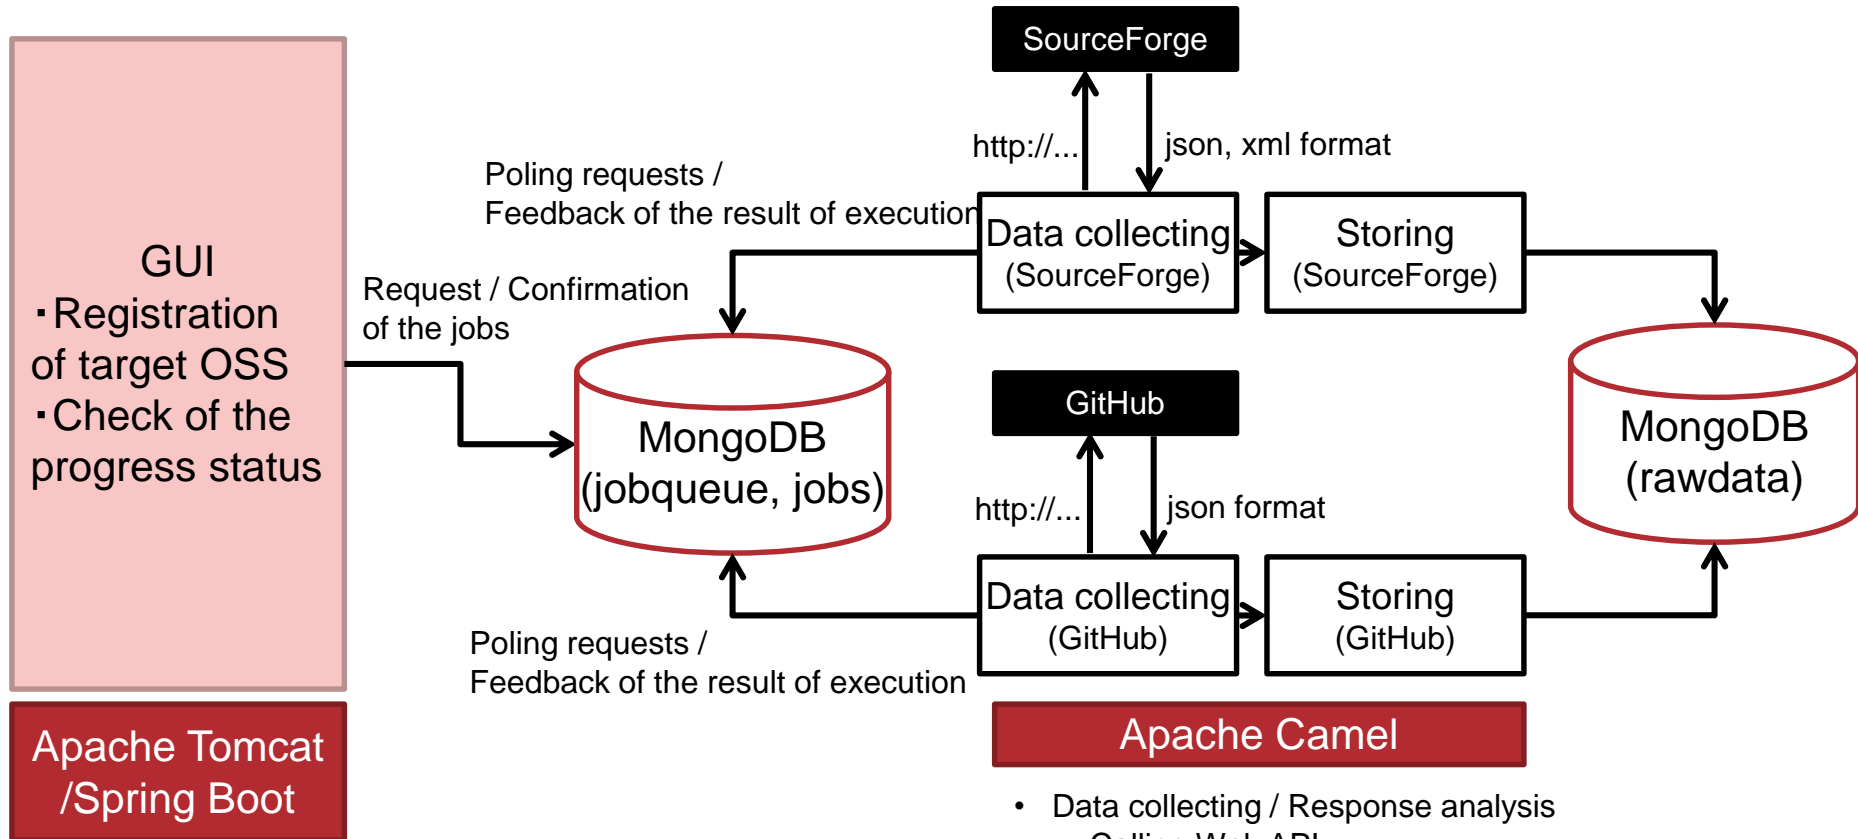 GUI
・Registration
of target OSS
・Check of the
progress status
Apache Tomcat
/Spring Boot
Request / Confirmation
of the jobs
Poling requests /
Feedback of the result of execution
MongoDB
(jobqueue, jobs)
Poling requests /
Feedback of the result of execution
SourceForge
http://...
json, xml format
Data collecting
(SourceForge)
Storing
(SourceForge)
GitHub
http://...
json format
Data collecting
(GitHub)
Storing
(GitHub)
MongoDB
(rawdata)
Apache Camel
• Data collecting / Response analysis
Calling Web API